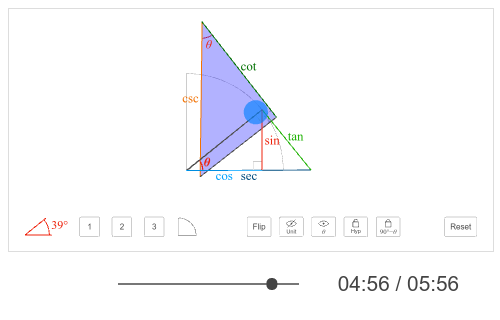 θ
cot
csc
tan
sin
θ
cos sec
39° 1 2 3 Flip Unit θ Hyp 90°−θ Reset
04:56 / 05:56